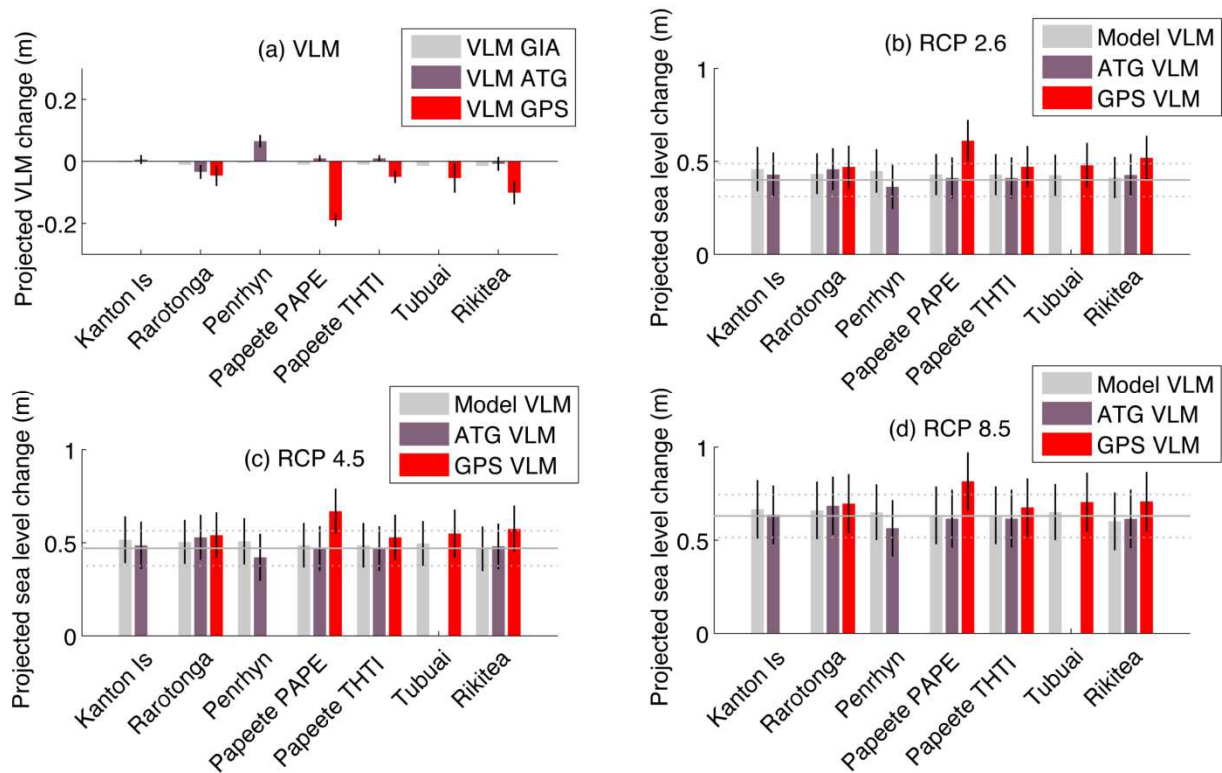 (a) VLM
VLM GIA
VLM ATG
VLM GPS
Projected VLM change (m)
0.2
0
-0.2
Kanton Is
Rarotonga
Penrhyn
Papeete PAPE
Papeete THTI
Tubuai
Rikitea
(b) RCP 2.6
Model VLM
ATG VLM
GPS VLM
Projected sea level change (m)
1
0.5
0
Kanton Is
Rarotonga
Penrhyn
Papeete PAPE
Papeete THTI
Tubuai
Rikitea
(c) RCP 4.5
Model VLM
ATG VLM
GPS VLM
Projected sea level change (m)
1
0.5
0
Kanton Is
Rarotonga
Penrhyn
Papeete PAPE
Papeete THTI
Tubuai
Rikitea
(d) RCP 8.5
Model VLM
ATG VLM
GPS VLM
Projected sea level change (m)
1
0.5
0
Kanton Is
Rarotonga
Penrhyn
Papeete PAPE
Papeete THTI
Tubuai
Rikitea